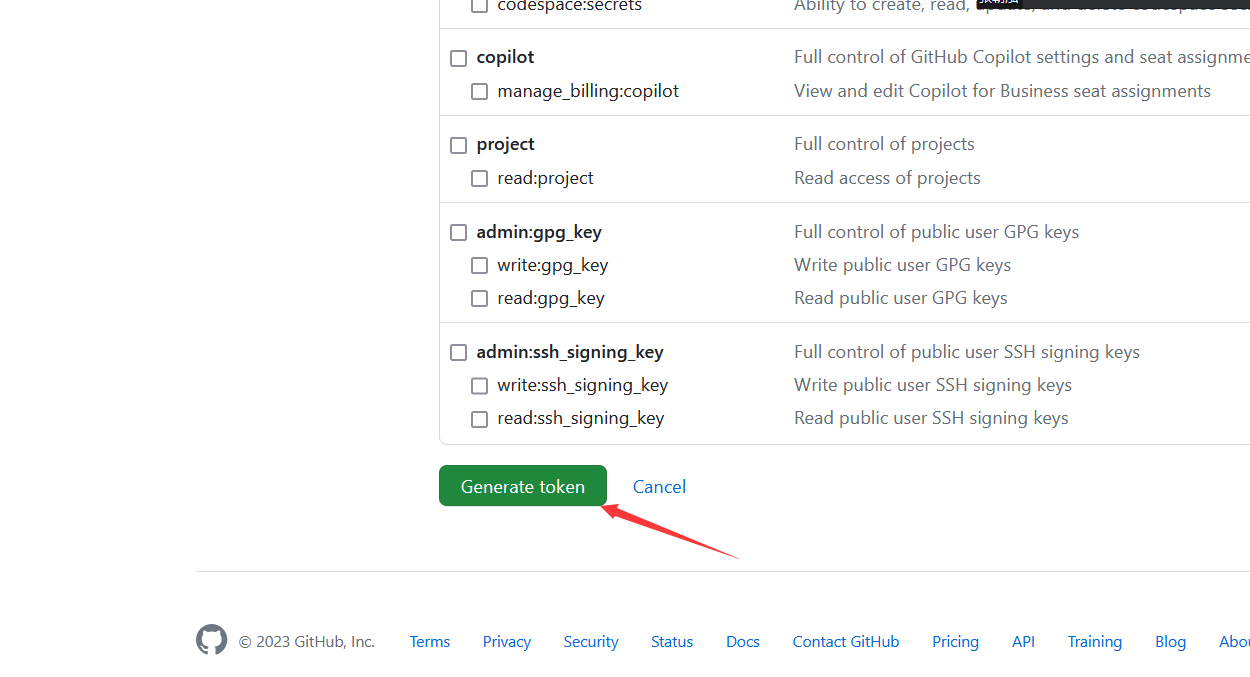 codespace:secrets Ability to create, read, update, and delete codespace
copilot Full control of GitHub Copilot settings and seat
manage_billing:copilot View and edit Copilot for Business seat assignments
project Full control of projects
read:project Read access of projects
admin:gpg_key Full control of public user GPG keys
write:gpg_key Write public user GPG keys
read:gpg_key Read public user GPG keys
admin:ssh_signing_key Full control of public user SSH signing keys
write:ssh_signing_key Write public user SSH signing keys
read:ssh_signing_key Read public user SSH signing keys
Generate token Cancel
© 2023 GitHub, Inc. Terms Privacy Security Status Docs Contact GitHub Pricing API Training Blog